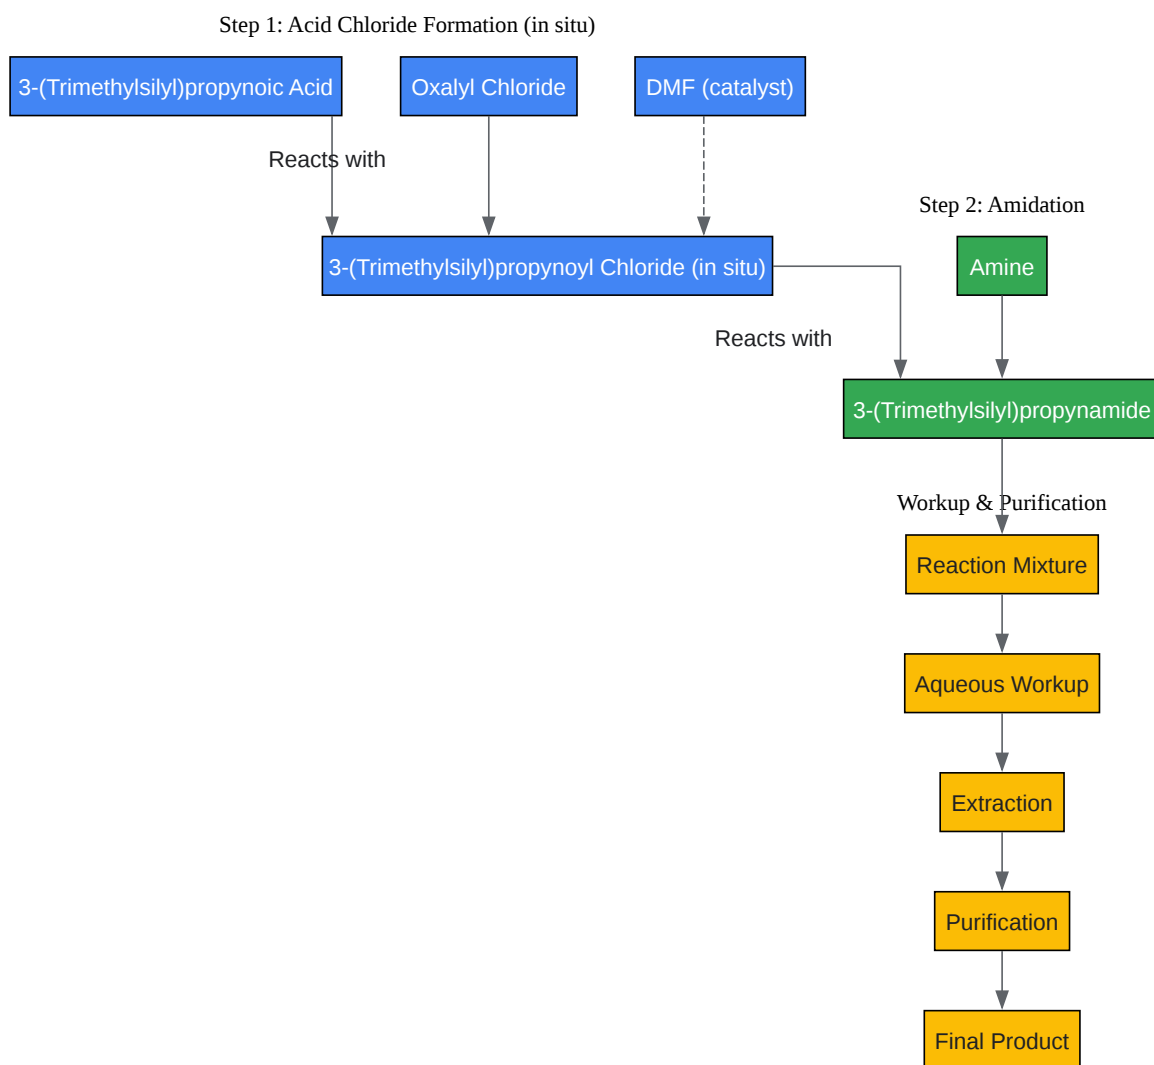 Step 1: Acid Chloride Formation (in situ)
3-(Trimethylsilyl)propynoic Acid
Oxalyl Chloride
DMF (catalyst)
Reacts with
Step 2: Amidation
3-(Trimethylsilyl)propynoyl Chloride (in situ)
Amine
Reacts with
3-(Trimethylsilyl)propynamide
Workup & Purification
Reaction Mixture
Aqueous Workup
Extraction
Purification
Final Product